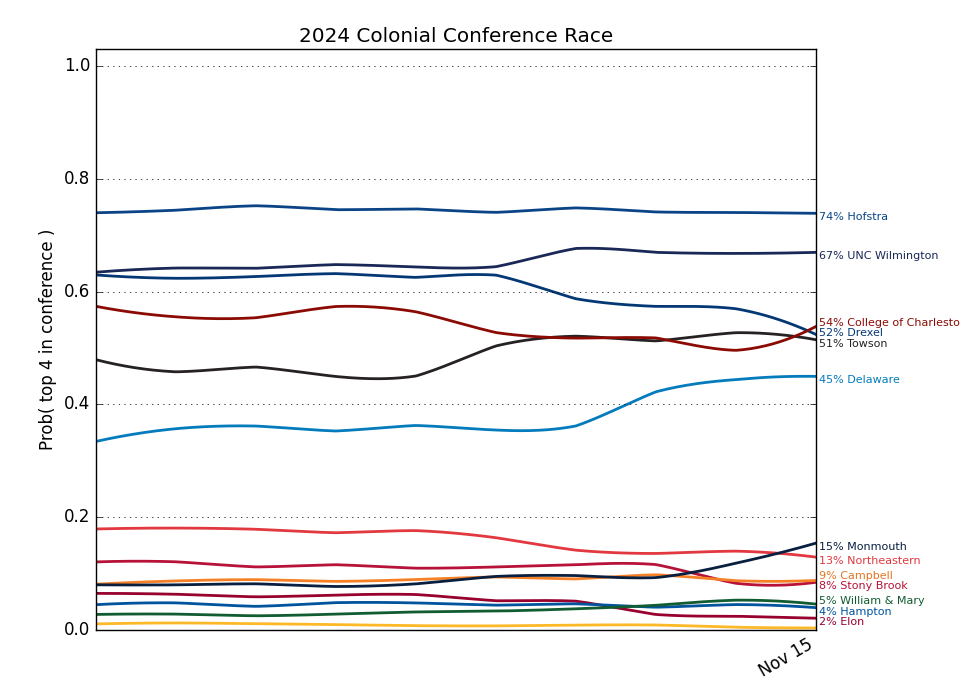 2024 Colonial Conference Race
Prob( top 4 in conference )
1.0
0.8
0.6
0.4
0.2
0.0
74% Hofstra
67% UNC Wilmington
54% College of Charlesto
52% Drexel
51% Towson
45% Delaware
15% Monmouth
13% Northeastern
9% Campbell
8% Stony Brook
5% William & Mary
4% Hampton
2% Elon
Nov 15